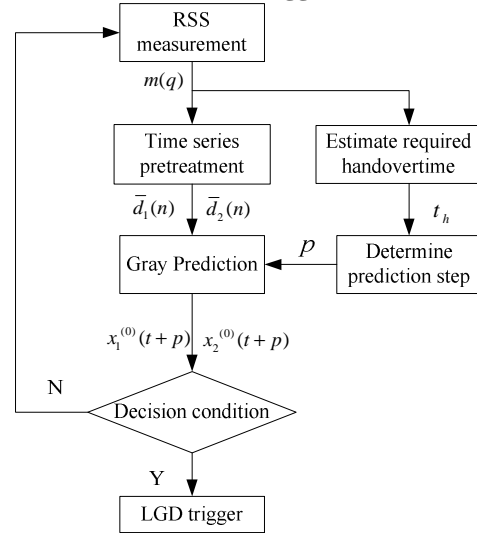 RSS
measurement
m(q)
Time series
pretreatment
Estimate required
handovertime
d̅₁(n) d̅₂(n)
tₕ
Gray Prediction
p
Determine
prediction step
x₁⁽⁰⁾(t+p) x₂⁽⁰⁾(t+p)
N
Decision condition
Y
LGD trigger